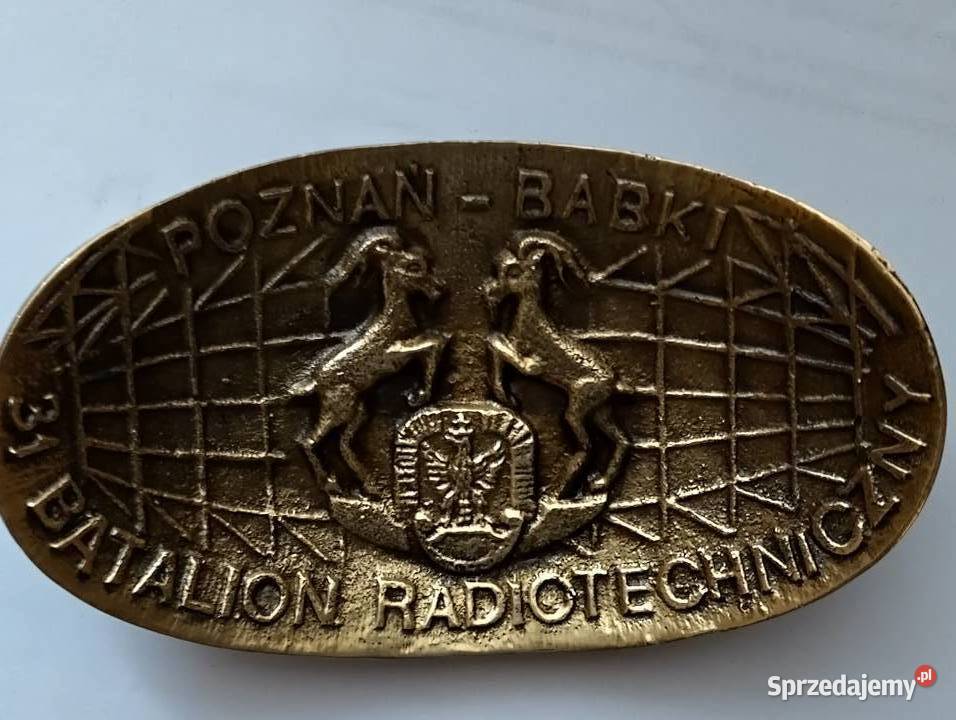 POZNAŃ - BABKI
31 BATALION RADIOTECHNICZNY
Sprzedajemy.pl